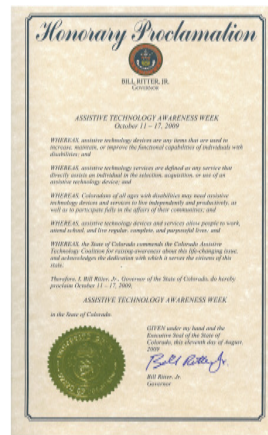 Honorary Proclamation
BILL RITTER, JR.
GOVERNOR
ASSISTIVE TECHNOLOGY AWARENESS WEEK
October 11 – 17, 2009
WHEREAS, assistive technology devices are any items that are used to
increase, maintain, or improve the functional capabilities of individuals with
disabilities; and
WHEREAS, assistive technology services are defined as any service that
directly assists an individual in the selection, acquisition, or use of an
assistive technology device; and
WHEREAS, Coloradans of all ages with disabilities may need assistive
technology devices and services to live independently and productively, as
well as to participate fully in the affairs of their communities; and
WHEREAS, assistive technology devices and services allow people to work,
attend school, and live regular, complete, and purposeful lives; and
WHEREAS, the State of Colorado commends the Colorado Assistive
Technology Coalition for raising awareness about this life-changing issue,
and acknowledges the dedication with which it serves the citizens of this
state.
Therefore, I, Bill Ritter, Jr., Governor of the State of Colorado, do hereby
proclaim October 11 – 17, 2009,
ASSISTIVE TECHNOLOGY AWARENESS WEEK
in the State of Colorado.
GIVEN under my hand and the
Executive Seal of the State of
Colorado, this eleventh day of August,
2009
Bill Ritter, Jr.
Bill Ritter, Jr.
Governor